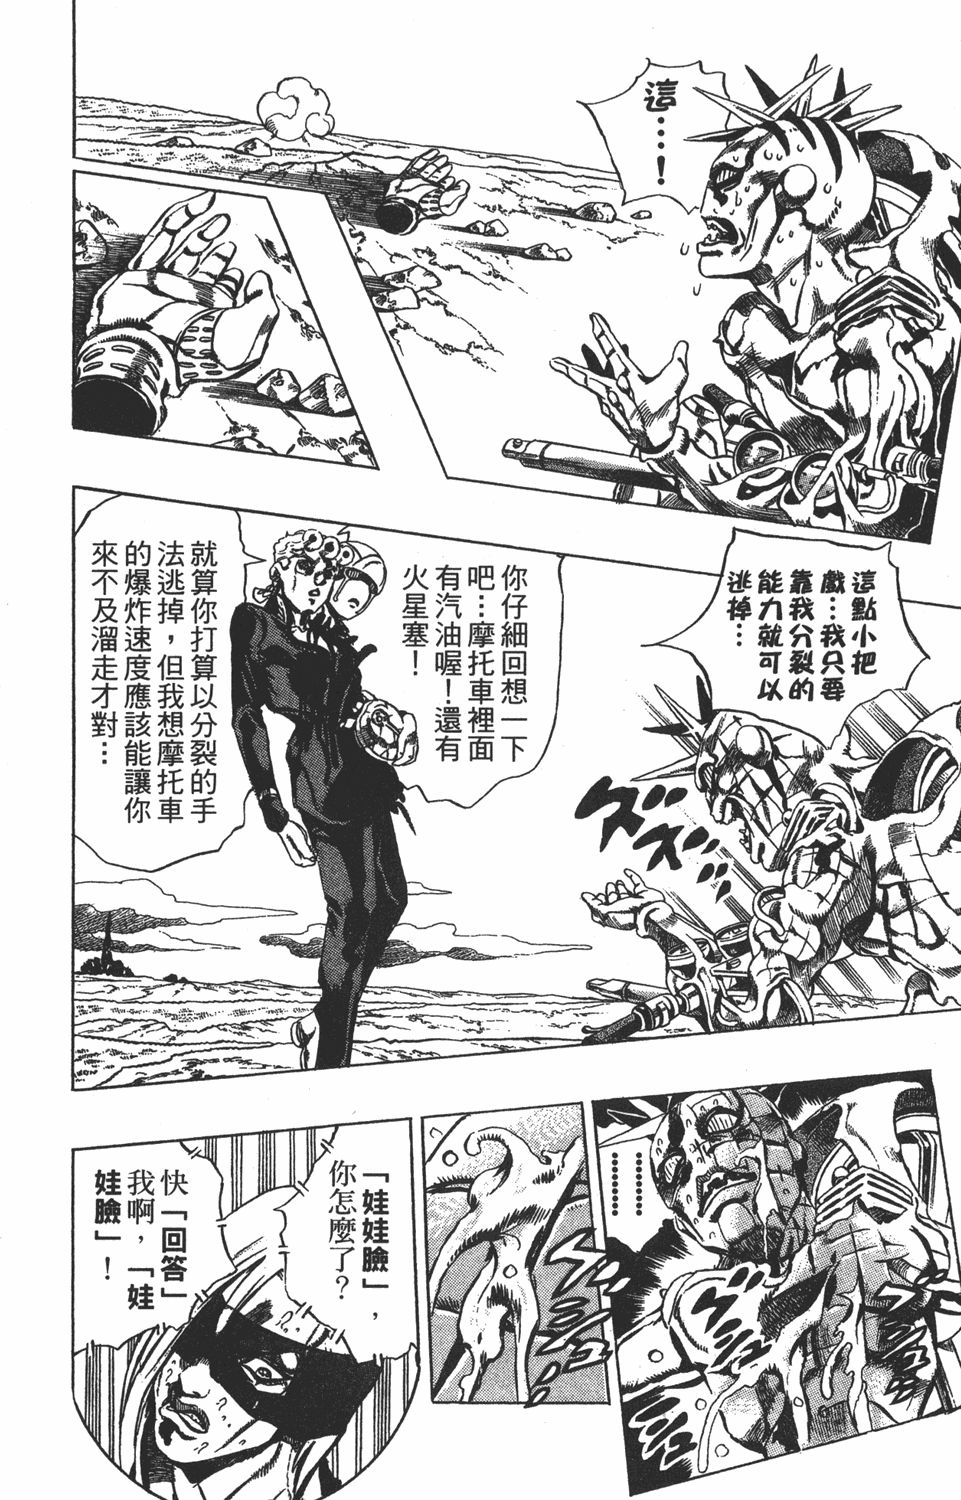 這…!
這點小把
戲…我只要
靠我分裂的
能力就可以
逃掉…
ズズズ
你仔細回想一下
吧…摩托車裡面
有汽油喔!還有
火星塞!
就算你打算以分裂的手
法逃掉,但我想摩托車
的爆炸速度應該能讓你
來不及溜走才對…
…………
「娃娃臉」,
你怎麼了?
快「回答」
我啊,「娃
娃臉」!